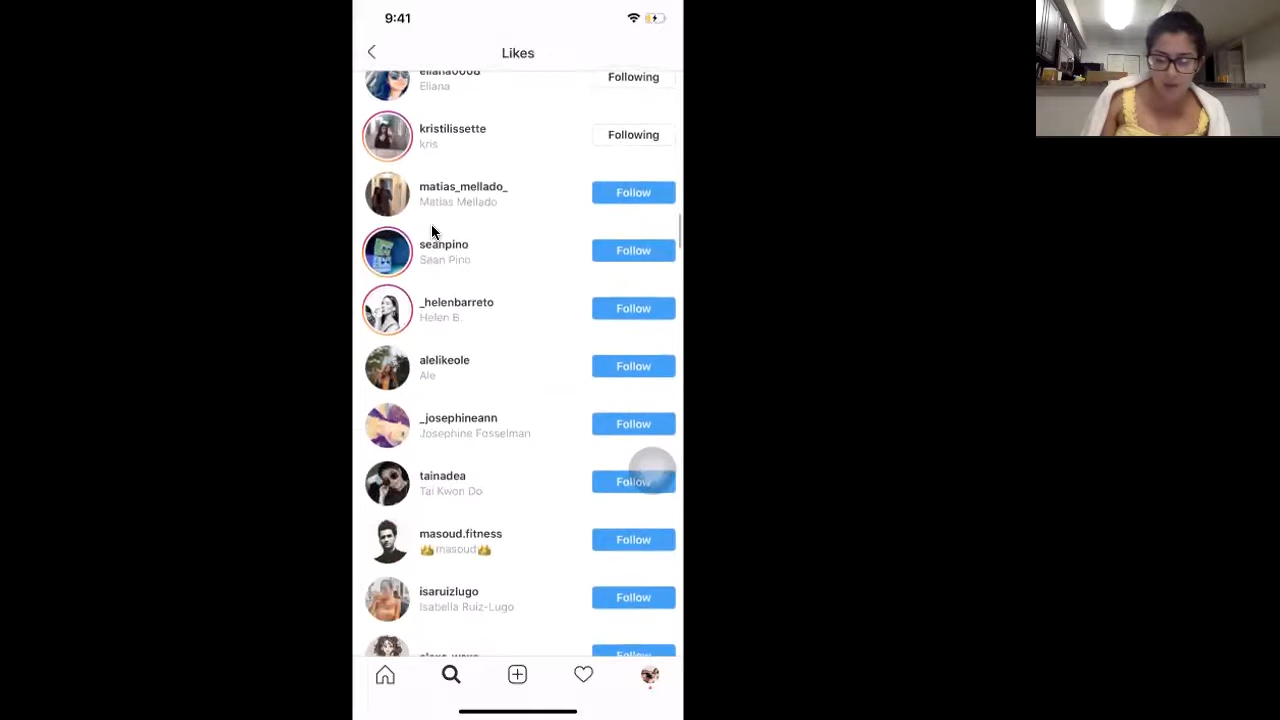 9:41
Likes
eliana0008
Eliana
Following
kristilissette
kris
Following
matias_mellado_
Matias Mellado
Follow
seanpino
Sean Pino
Follow
_helenbarreto
Helen B.
Follow
alelikeole
Ale
Follow
_josephineann
Josephine Fosselman
Follow
tainadea
Tai Kwon Do
Follow
masoud.fitness
👑masoud👑
Follow
isaruizlugo
Isabella Ruiz-Lugo
Follow
Follow